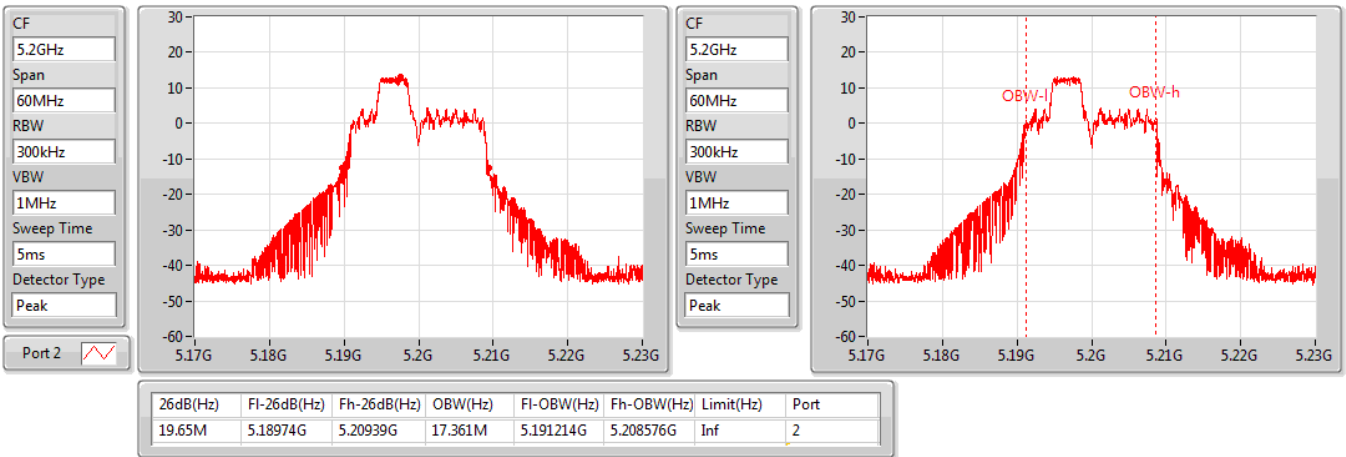 CF
5.2GHz
Span
60MHz
RBW
300kHz
VBW
1MHz
Sweep Time
5ms
Detector Type
Peak
Port 2
30
20
10
0
-10
-20
-30
-40
-50
-60
5.17G 5.18G 5.19G 5.2G 5.21G 5.22G 5.23G
CF
5.2GHz
Span
60MHz
RBW
300kHz
VBW
1MHz
Sweep Time
5ms
Detector Type
Peak
30
20
10
0
-10
-20
-30
-40
-50
-60
OBW-l OBW-h
5.17G 5.18G 5.19G 5.2G 5.21G 5.22G 5.23G
26dB(Hz) Fl-26dB(Hz) Fh-26dB(Hz) OBW(Hz) Fl-OBW(Hz) Fh-OBW(Hz) Limit(Hz) Port
19.65M 5.18974G 5.20939G 17.361M 5.191214G 5.208576G Inf 2